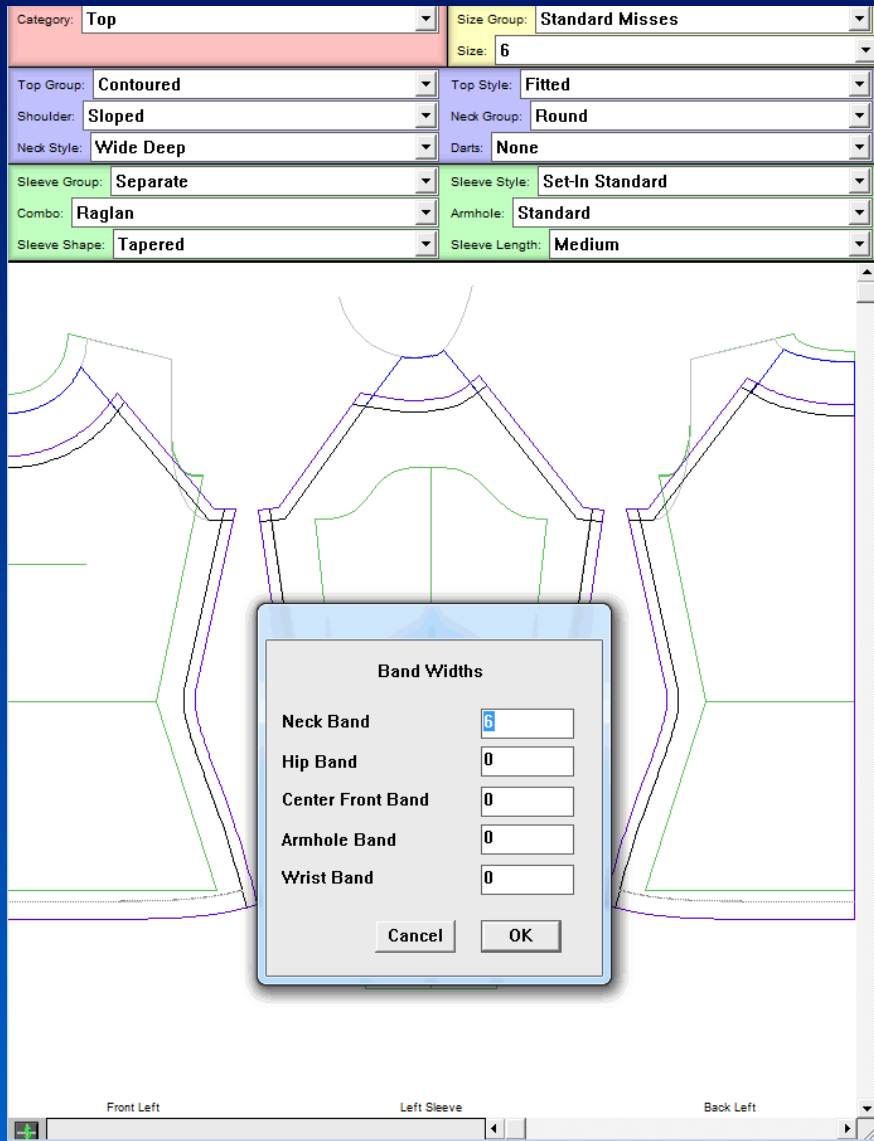 Category: Top
Size Group: Standard Misses
Size: 6
Top Group: Contoured
Top Style: Fitted
Shoulder: Sloped
Neck Group: Round
Neck Style: Wide Deep
Darts: None
Sleeve Group: Separate
Sleeve Style: Set-In Standard
Combo: Raglan
Armhole: Standard
Sleeve Shape: Tapered
Sleeve Length: Medium
Band Widths
Neck Band 6
Hip Band 0
Center Front Band 0
Armhole Band 0
Wrist Band 0
Cancel OK
Front Left Left Sleeve Back Left